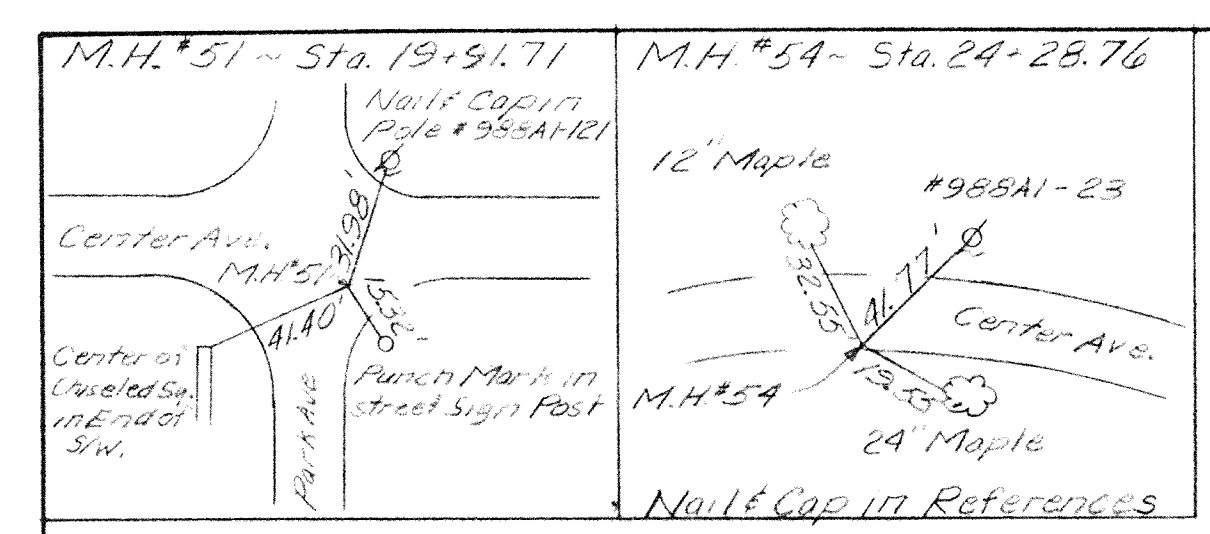 M.H. #51 ~ Sta. 19+91.71
Nail & Cap in
Pole # 988A1-121
Center Ave.
M.H.#51
31.98'
15.32'
41.40'
Center of
Chiseled Sq.
in End of
S/W.
Park Ave
Punch Mark in
street Sign Post
M.H. #54 ~ Sta. 24+28.76
12" Maple
#988A1-23
32.55
41.77'
Center Ave.
M.H.#54
19.55
24" Maple
Nail & Cap in References